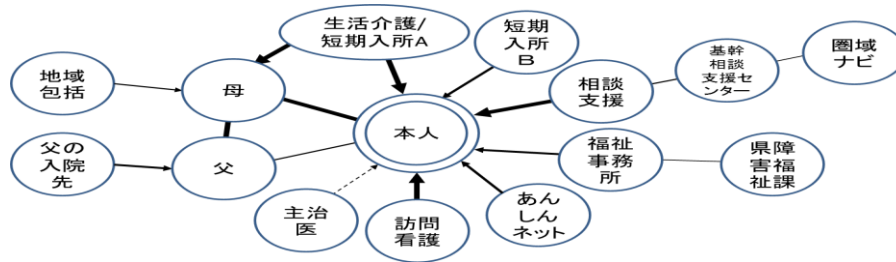 生活介護/
短期入所A
短期
入所
B
基幹
相談
支援セ
ンター
圏域
ナビ
地域
包括
母
相談
支援
本人
父の
入院
先
父
福祉
事務
所
県障
害福
祉課
主治
医
訪問
看護
あん
しん
ネット